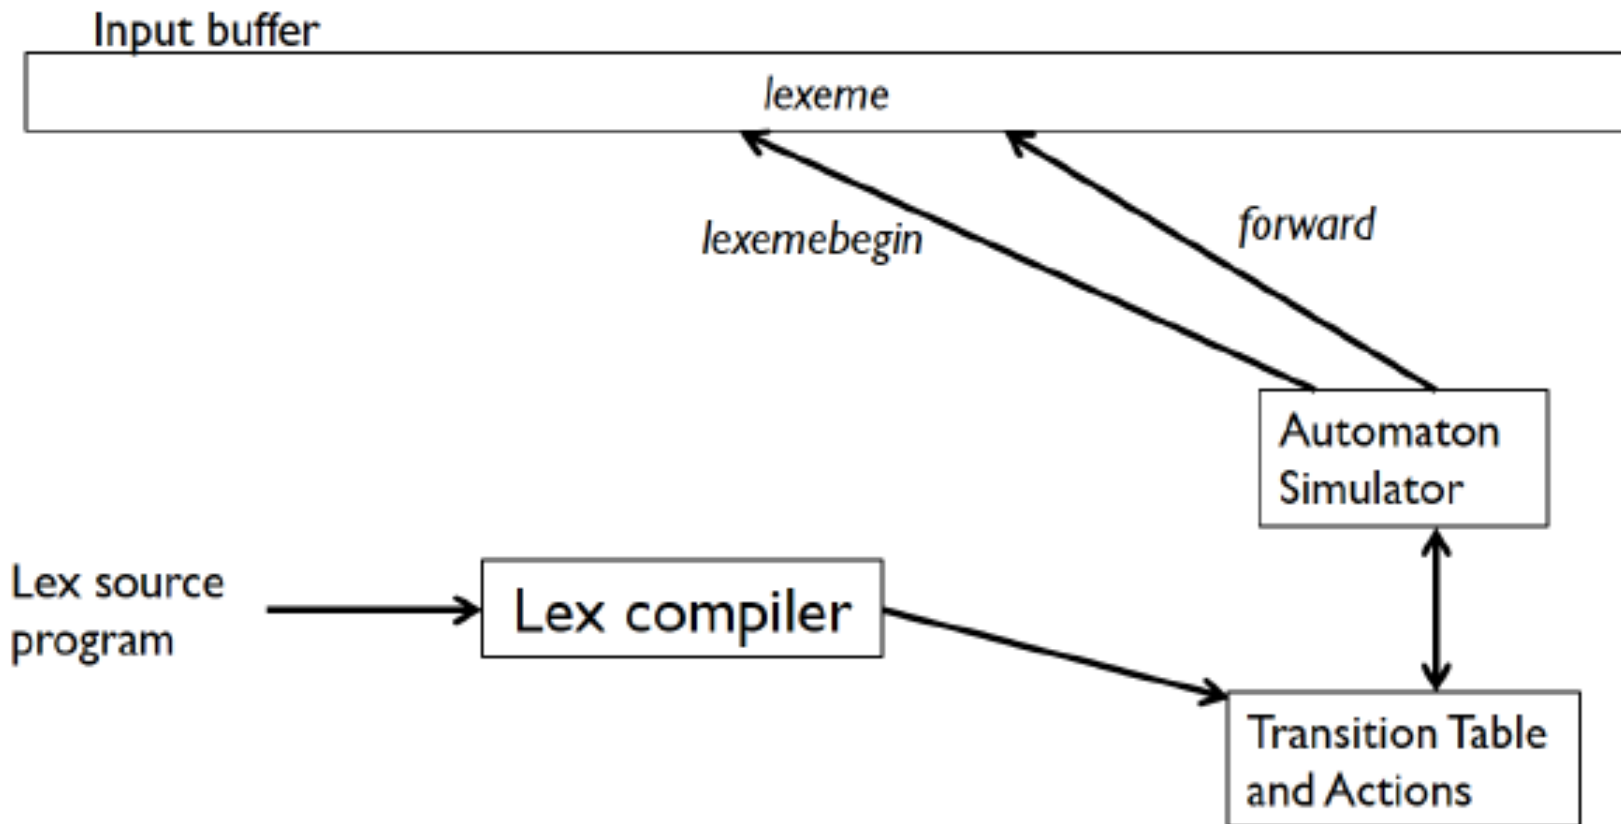 Input buffer
lexeme
lexemebegin
forward
Automaton
Simulator
Lex source
program
Lex compiler
Transition Table
and Actions